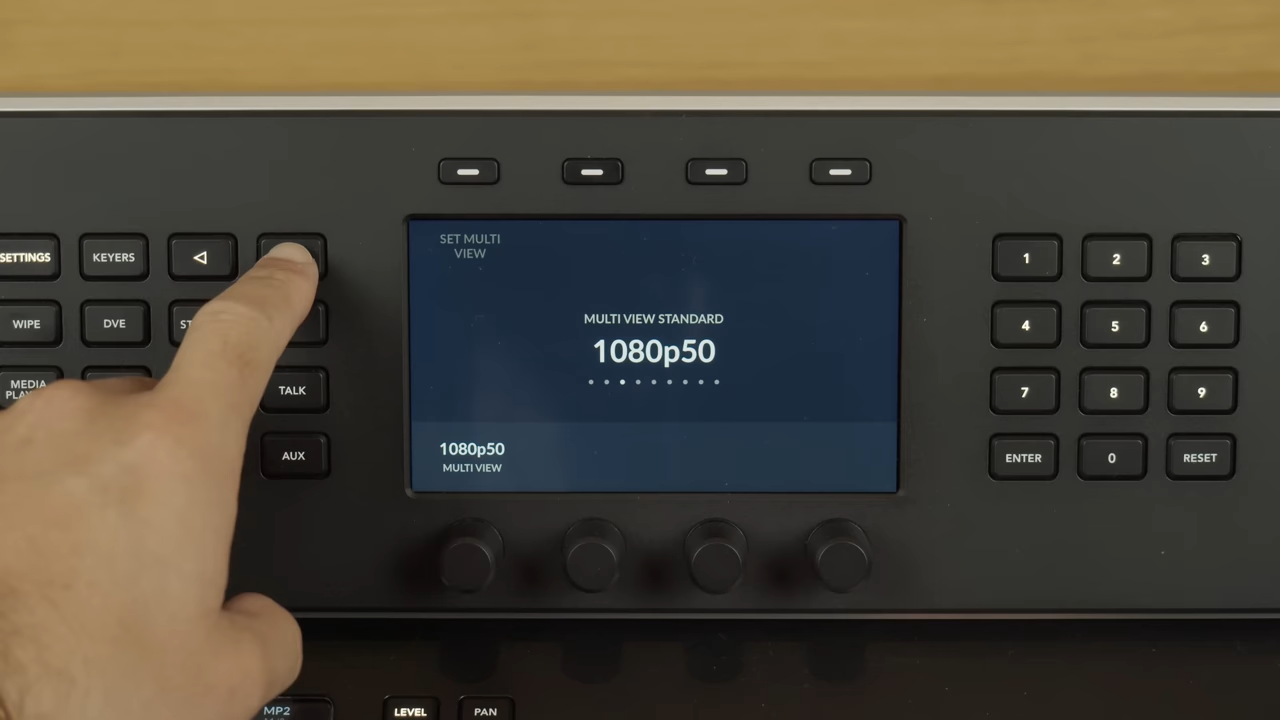 SET MULTI
VIEW
SETTINGS
KEYERS
1
2
3
MULTI VIEW STANDARD
1080p50
WIPE
DVE
4
5
6
MEDIA
TALK
7
8
9
1080p50
MULTI VIEW
AUX
ENTER
0
RESET
MP2
LEVEL
PAN